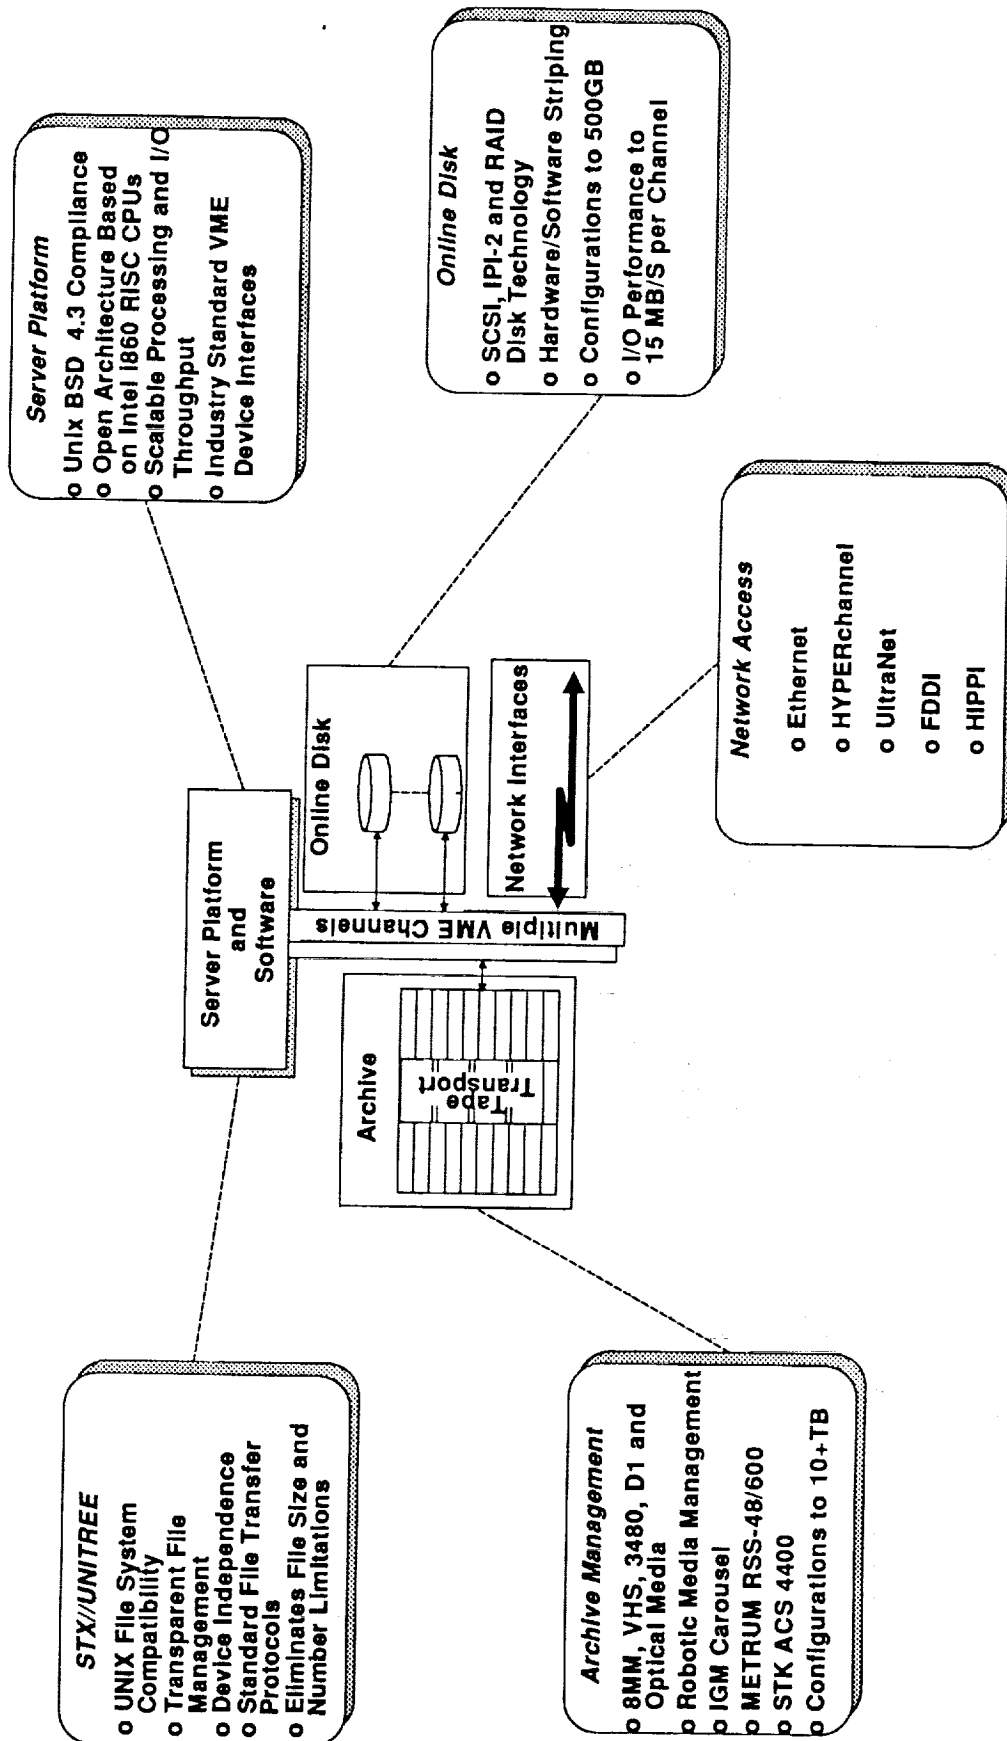 STX//UNITREE
o UNIX File System
Compatibility
o Transparent File
Management
o Device Independence
o Standard File Transfer
Protocols
o Eliminates File Size and
Number Limitations
Server Platform
o Unix BSD 4.3 Compliance
o Open Architecture Based
on Intel i860 RISC CPUs
o Scalable Processing and I/O
Throughput
o Industry Standard VME
Device Interfaces
Server Platform
and
Software
Archive
Tape
Transport
Multiple VME Channels
Online Disk
Network Interfaces
Online Disk
o SCSI, IPI-2 and RAID
Disk Technology
o Hardware/Software Striping
o Configurations to 500GB
o I/O Performance to
15 MB/S per Channel
Archive Management
o 8MM, VHS, 3480, D1 and
Optical Media
o Robotic Media Management
o IGM Carousel
o METRUM RSS-48/600
o STK ACS 4400
o Configurations to 10+TB
Network Access
o Ethernet
o HYPERchannel
o UltraNet
o FDDI
o HIPPI